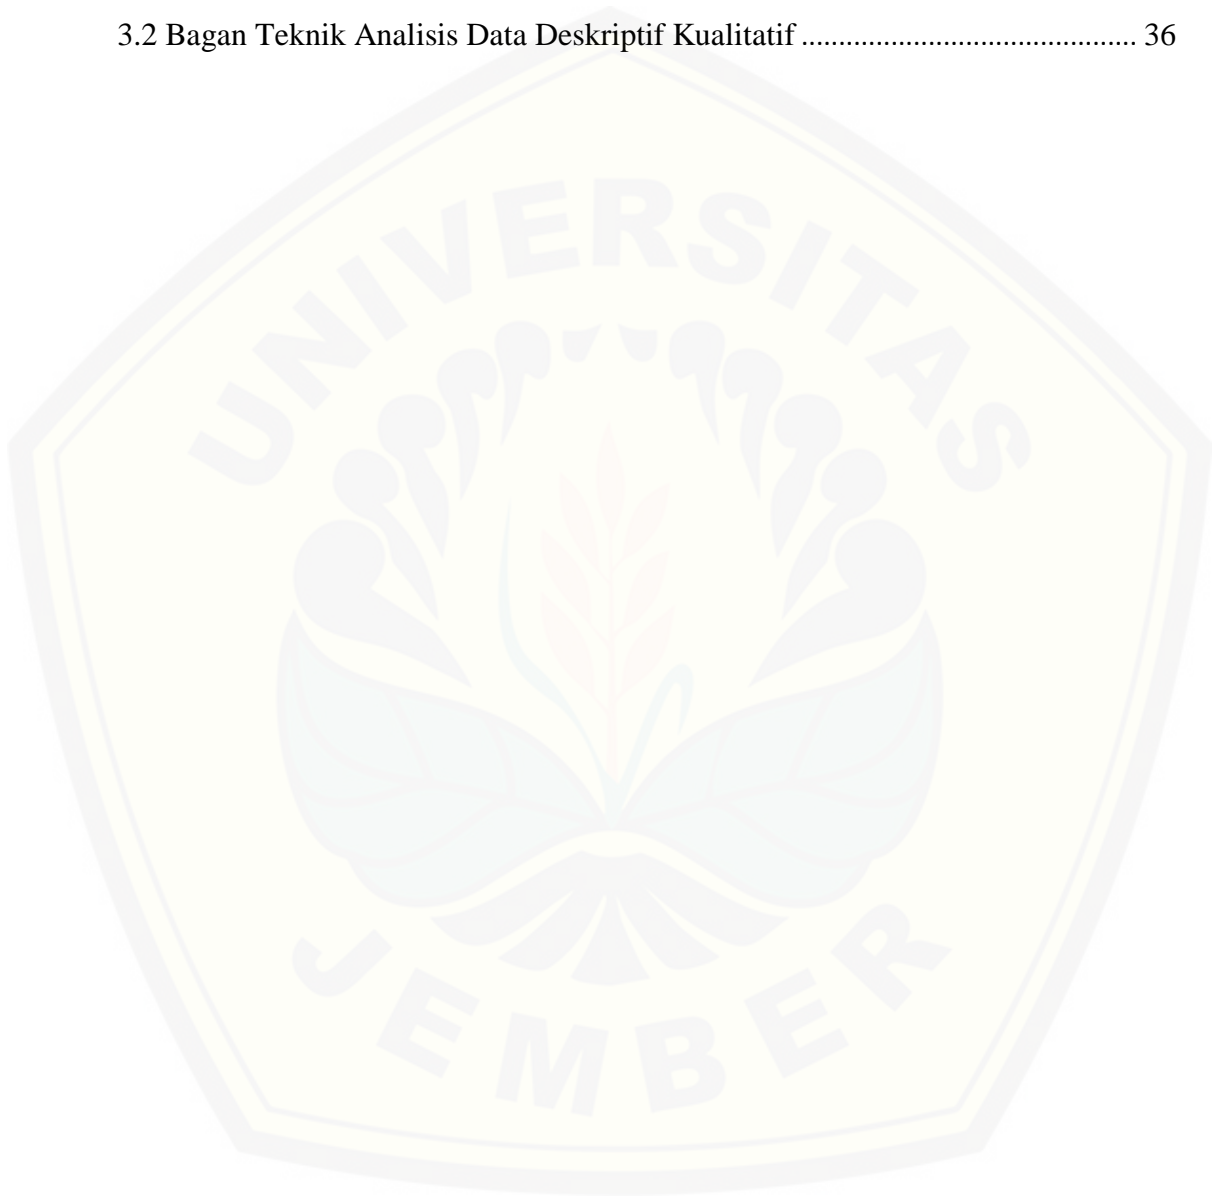 3.2 Bagan Teknik Analisis Data Deskriptif Kualitatif ............................................. 36
UNIVERSITAS
JEMBER